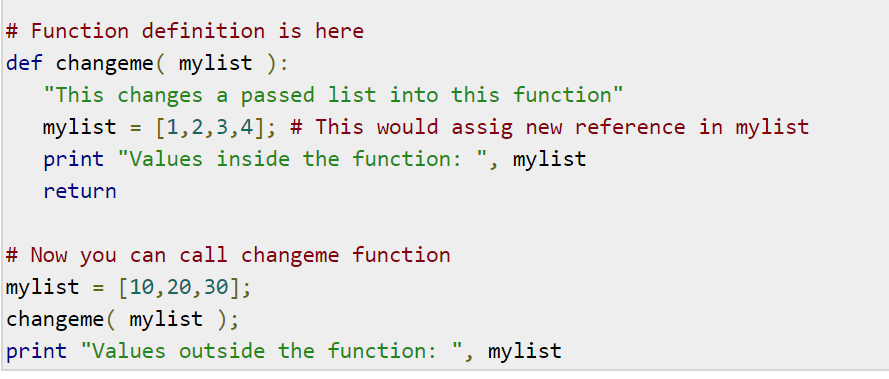 # Function definition is here
def changeme( mylist ):
   "This changes a passed list into this function"
   mylist = [1,2,3,4]; # This would assig new reference in mylist
   print "Values inside the function: ", mylist
   return

# Now you can call changeme function
mylist = [10,20,30];
changeme( mylist );
print "Values outside the function: ", mylist